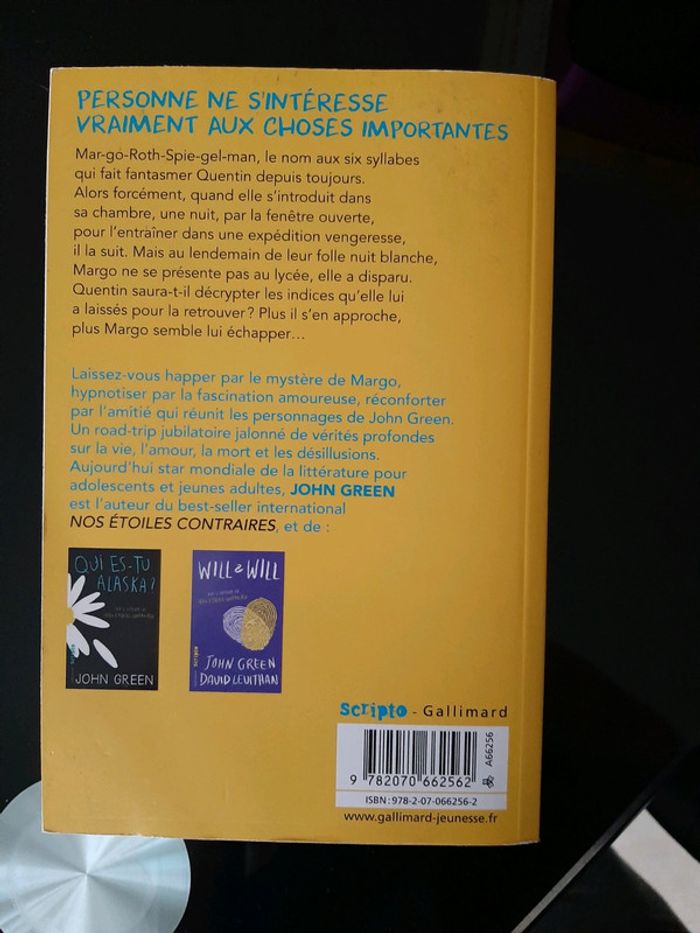 PERSONNE NE S'INTÉRESSE
VRAIMENT AUX CHOSES IMPORTANTES
Mar-go-Roth-Spie-gel-man, le nom aux six syllabes
qui fait fantasmer Quentin depuis toujours.
Alors forcément, quand elle s'introduit dans
sa chambre, une nuit, par la fenêtre ouverte,
pour l'entraîner dans une expédition vengeresse,
il la suit. Mais au lendemain de leur folle nuit blanche,
Margo ne se présente pas au lycée, elle a disparu.
Quentin saura-t-il décrypter les indices qu'elle lui
a laissés pour la retrouver ? Plus il s'en approche,
plus Margo semble lui échapper…
Laissez-vous happer par le mystère de Margo,
hypnotiser par la fascination amoureuse, réconforter
par l'amitié qui réunit les personnages de John Green.
Un road-trip jubilatoire jalonné de vérités profondes
sur la vie, l'amour, la mort et les désillusions.
Aujourd'hui star mondiale de la littérature pour
adolescents et jeunes adultes, JOHN GREEN
est l'auteur du best-seller international
NOS ÉTOILES CONTRAIRES, et de :
QUI ES-TU
ALASKA ?
JOHN GREEN
WILL & WILL
JOHN GREEN
DAVID LEVITHAN
scripto - Gallimard
A66256
9 782070 662562
ISBN : 978-2-07-066256-2
www.gallimard-jeunesse.fr